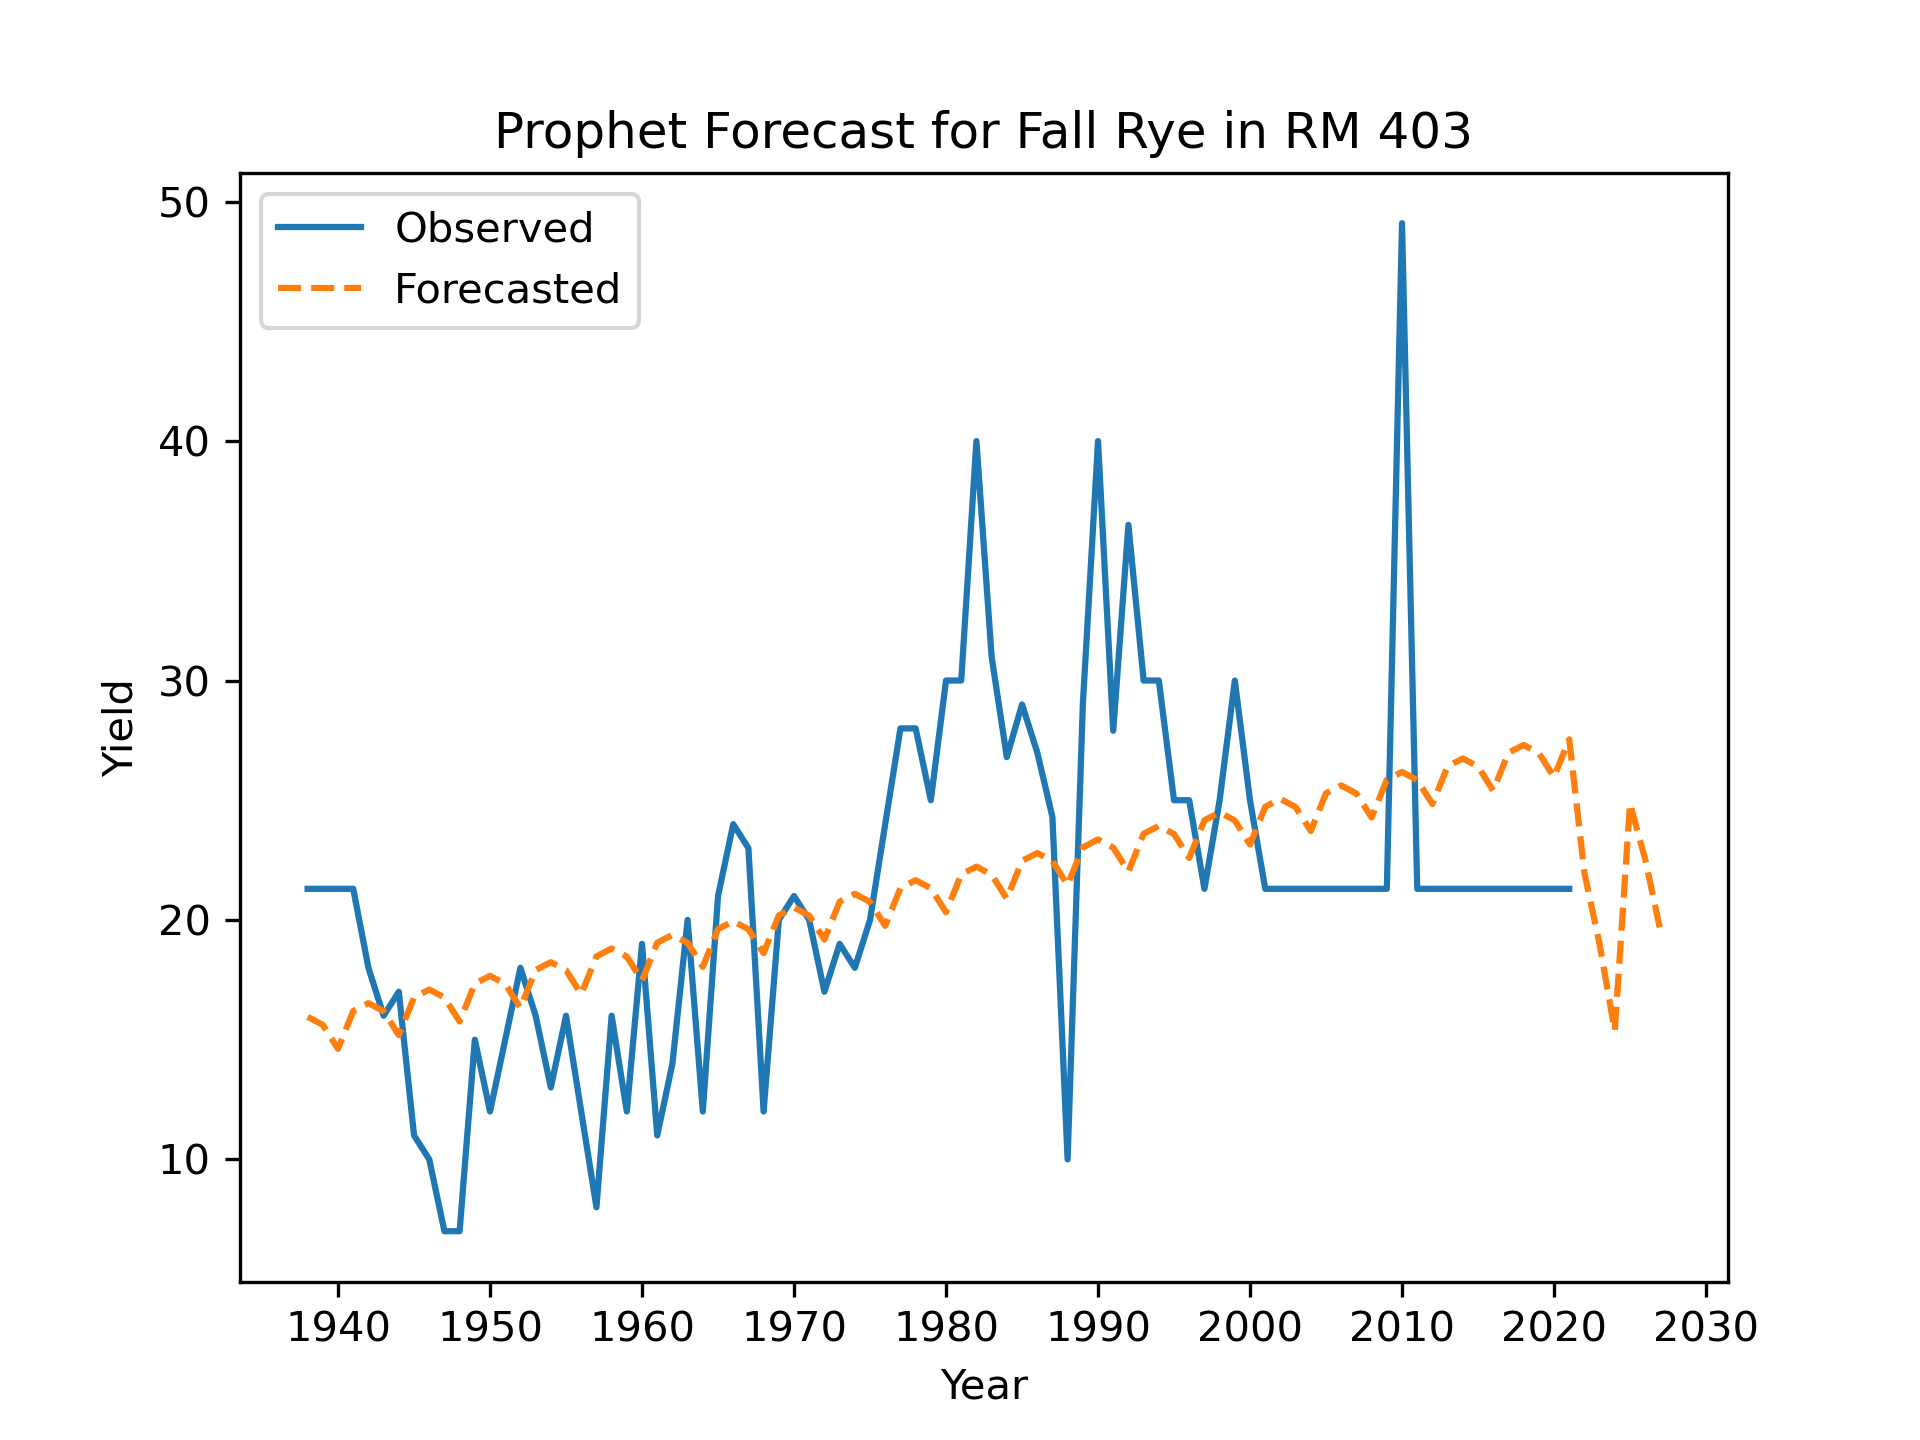 Prophet Forecast for Fall Rye in RM 403
Observed
Forecasted
50
40
30
20
10
Yield
1940 1950 1960 1970 1980 1990 2000 2010 2020 2030
Year